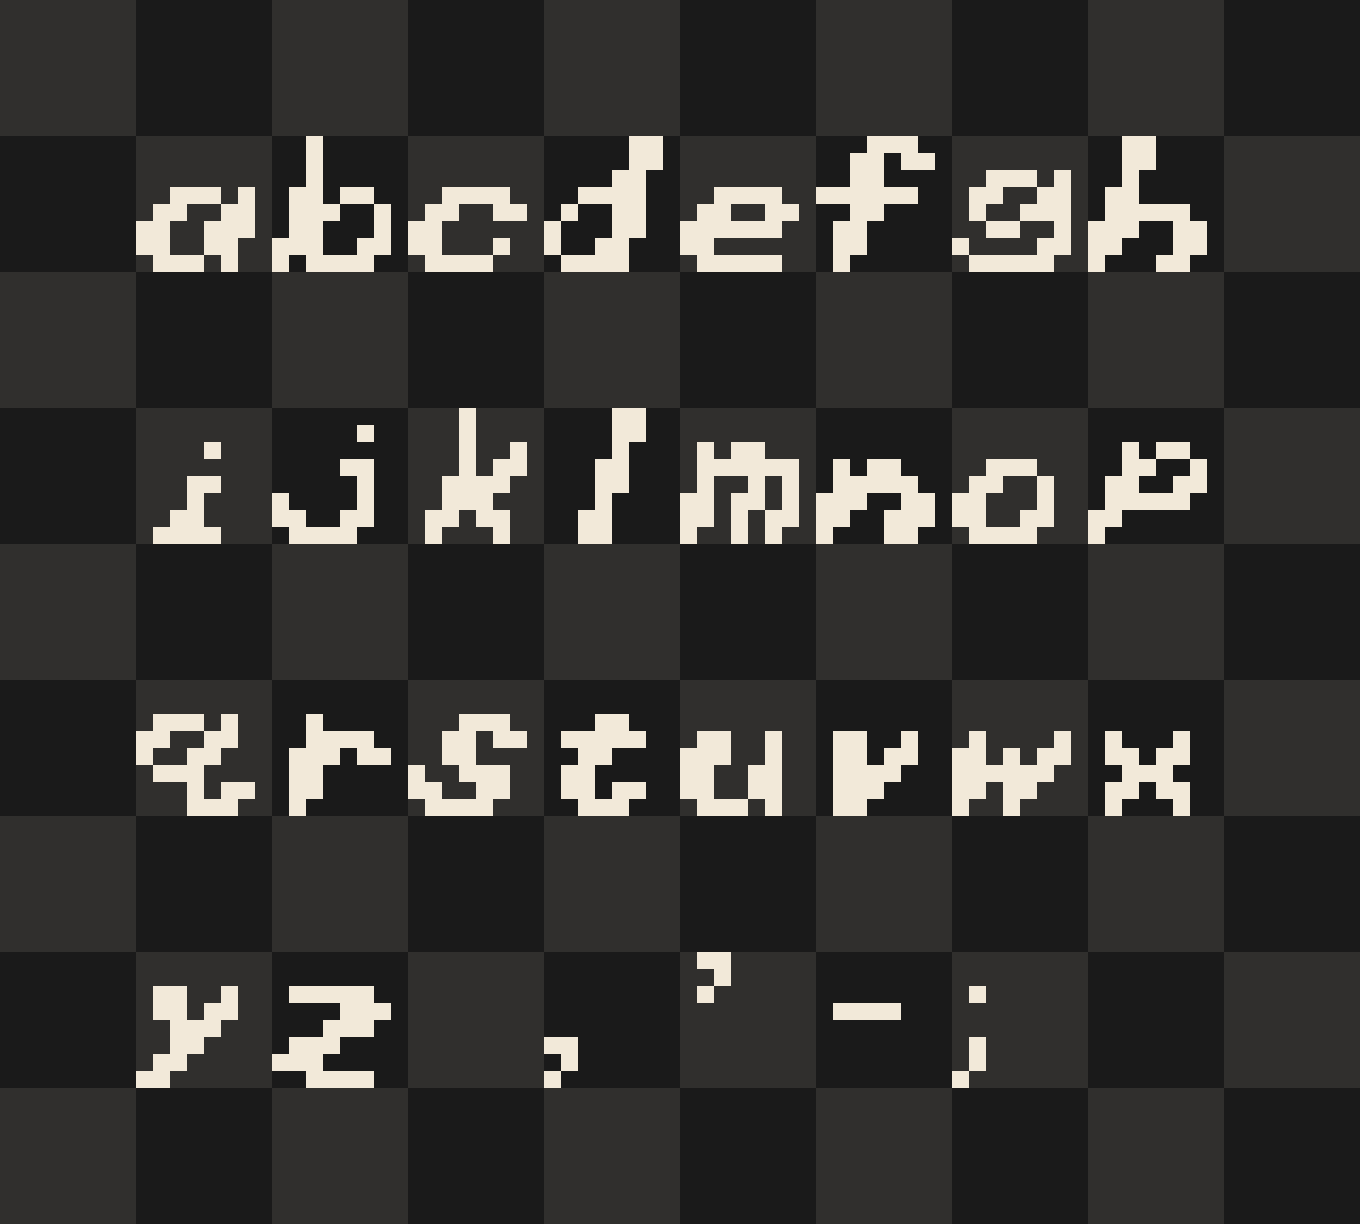 abcdefgh
ijklmnop
qrstuvwx
yz ,’-;